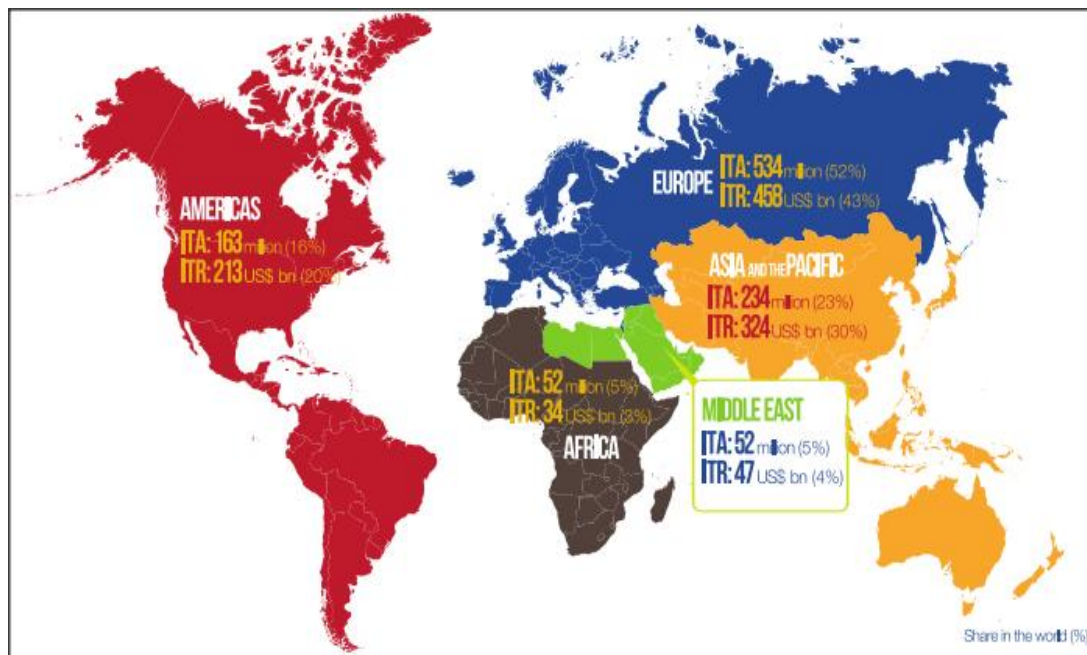 AMERICAS
ITA: 163 million (16%)
ITR: 213 US$ bn (20%)
EUROPE
ITA: 534 million (52%)
ITR: 458 US$ bn (43%)
ASIA AND THE PACIFIC
ITA: 234 million (23%)
ITR: 324 US$ bn (30%)
ITA: 52 million (5%)
ITR: 34 US$ bn (3%)
AFRICA
MIDDLE EAST
ITA: 52 million (5%)
ITR: 47 US$ bn (4%)
Share in the world (%)